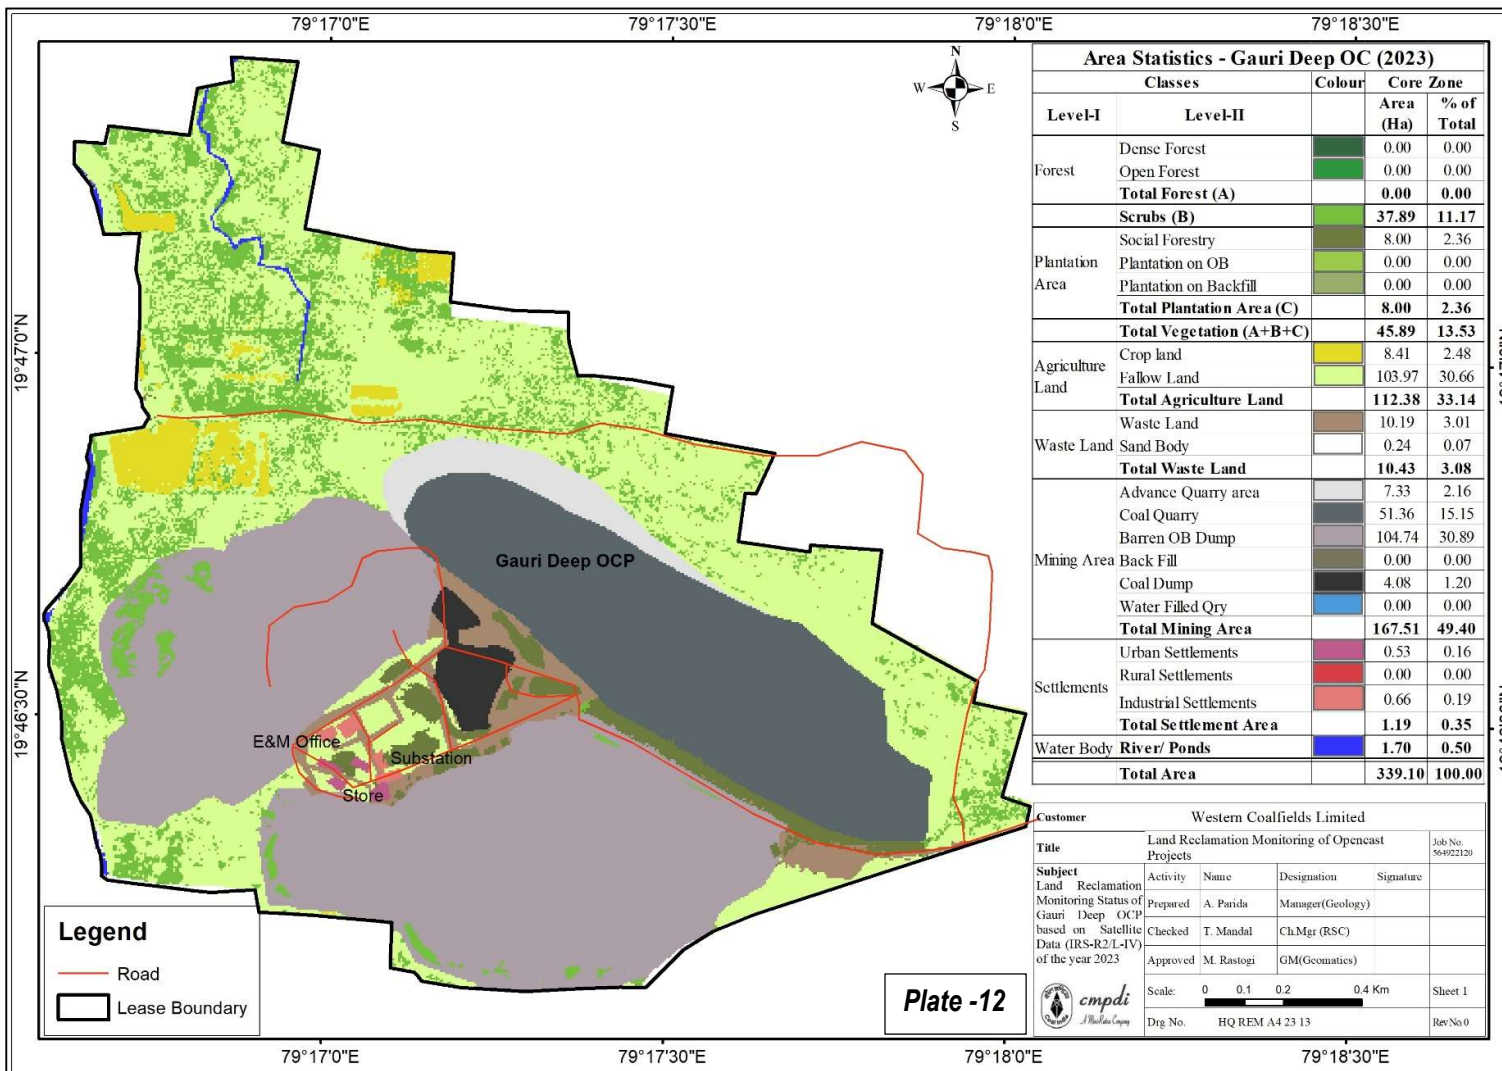 79°17'0"E 79°17'30"E 79°18'0"E 79°18'30"E
N
W E
S
19°47'0"N
19°46'30"N
Gauri Deep OCP
E&M Office
Substation
Store
Legend
Road
Lease Boundary
Plate -12
79°17'0"E 79°17'30"E 79°18'0"E 79°18'30"E
Area Statistics - Gauri Deep OC (2023)
Classes Colour Core Zone
Level-I Level-II Area (Ha) % of Total
Forest
Dense Forest 0.00 0.00
Open Forest 0.00 0.00
Total Forest (A) 0.00 0.00
Scrubs (B) 37.89 11.17
Plantation Area
Social Forestry 8.00 2.36
Plantation on OB 0.00 0.00
Plantation on Backfill 0.00 0.00
Total Plantation Area (C) 8.00 2.36
Total Vegetation (A+B+C) 45.89 13.53
Agriculture Land
Crop land 8.41 2.48
Fallow Land 103.97 30.66
Total Agriculture Land 112.38 33.14
Waste Land
Waste Land 10.19 3.01
Sand Body 0.24 0.07
Total Waste Land 10.43 3.08
Mining Area
Advance Quarry area 7.33 2.16
Coal Quarry 51.36 15.15
Barren OB Dump 104.74 30.89
Back Fill 0.00 0.00
Coal Dump 4.08 1.20
Water Filled Qry 0.00 0.00
Total Mining Area 167.51 49.40
Settlements
Urban Settlements 0.53 0.16
Rural Settlements 0.00 0.00
Industrial Settlements 0.66 0.19
Total Settlement Area 1.19 0.35
Water Body River/ Ponds 1.70 0.50
Total Area 339.10 100.00
Customer Western Coalfields Limited
Title Land Reclamation Monitoring of Opencast
Projects
Job No.
564922120
Subject
Land Reclamation
Monitoring Status of
Gauri Deep OCP
based on Satellite
Data (IRS-R2/L-IV)
of the year 2023
Activity Name Designation Signature
Prepared A. Parida Manager(Geology)
Checked T. Mandal Ch.Mgr (RSC)
Approved M. Rastogi GM(Geomatics)
cmpdi
A Mini Ratna Company
Scale: 0 0.1 0.2 0.4 Km Sheet 1
Drg No. HQ REM A4 23 13 Rev No.0